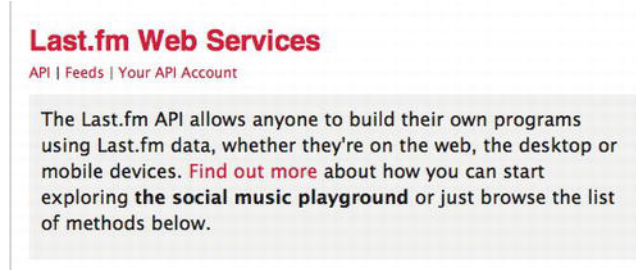 Last.fm Web Services
API | Feeds | Your API Account
The Last.fm API allows anyone to build their own programs
using Last.fm data, whether they're on the web, the desktop or
mobile devices. Find out more about how you can start
exploring the social music playground or just browse the list
of methods below.